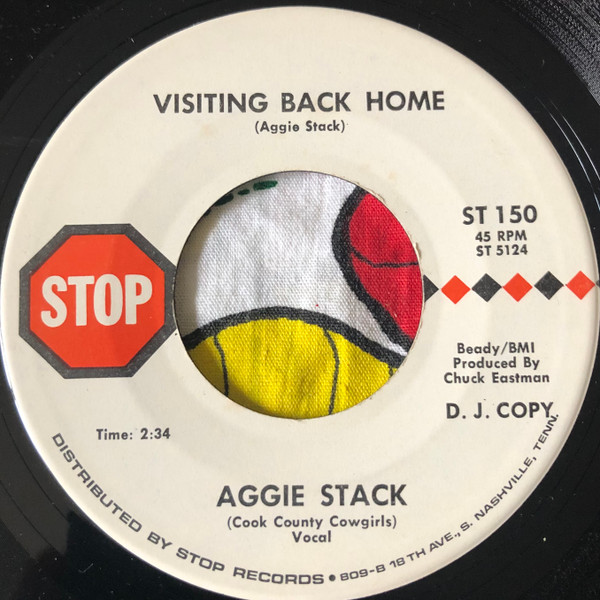 VISITING BACK HOME
(Aggie Stack)
ST 150
45 RPM
ST 5124
STOP
Beady/BMI
Produced By
Chuck Eastman
D. J. COPY
Time: 2:34
AGGIE STACK
(Cook County Cowgirls)
Vocal
DISTRIBUTED BY STOP RECORDS • 809-B 18TH AVE., S. NASHVILLE, TENN.